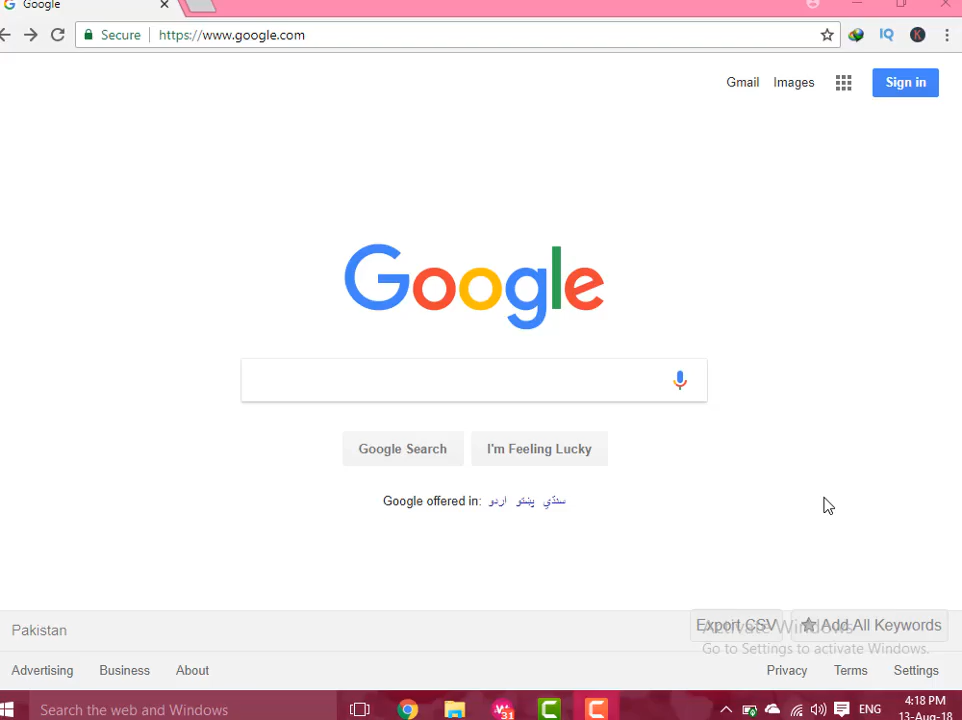 Google
Secure https://www.google.com
IQ
K
Gmail Images Sign in
Google
Google Search I'm Feeling Lucky
Google offered in: اردو پښتو سنڌي
Export CSV Add All Keywords
Activate Windows
Pakistan
Go to Settings to activate Windows.
Advertising Business About Privacy Terms Settings
Search the web and Windows
31
ENG
4:18 PM
13-Aug-18